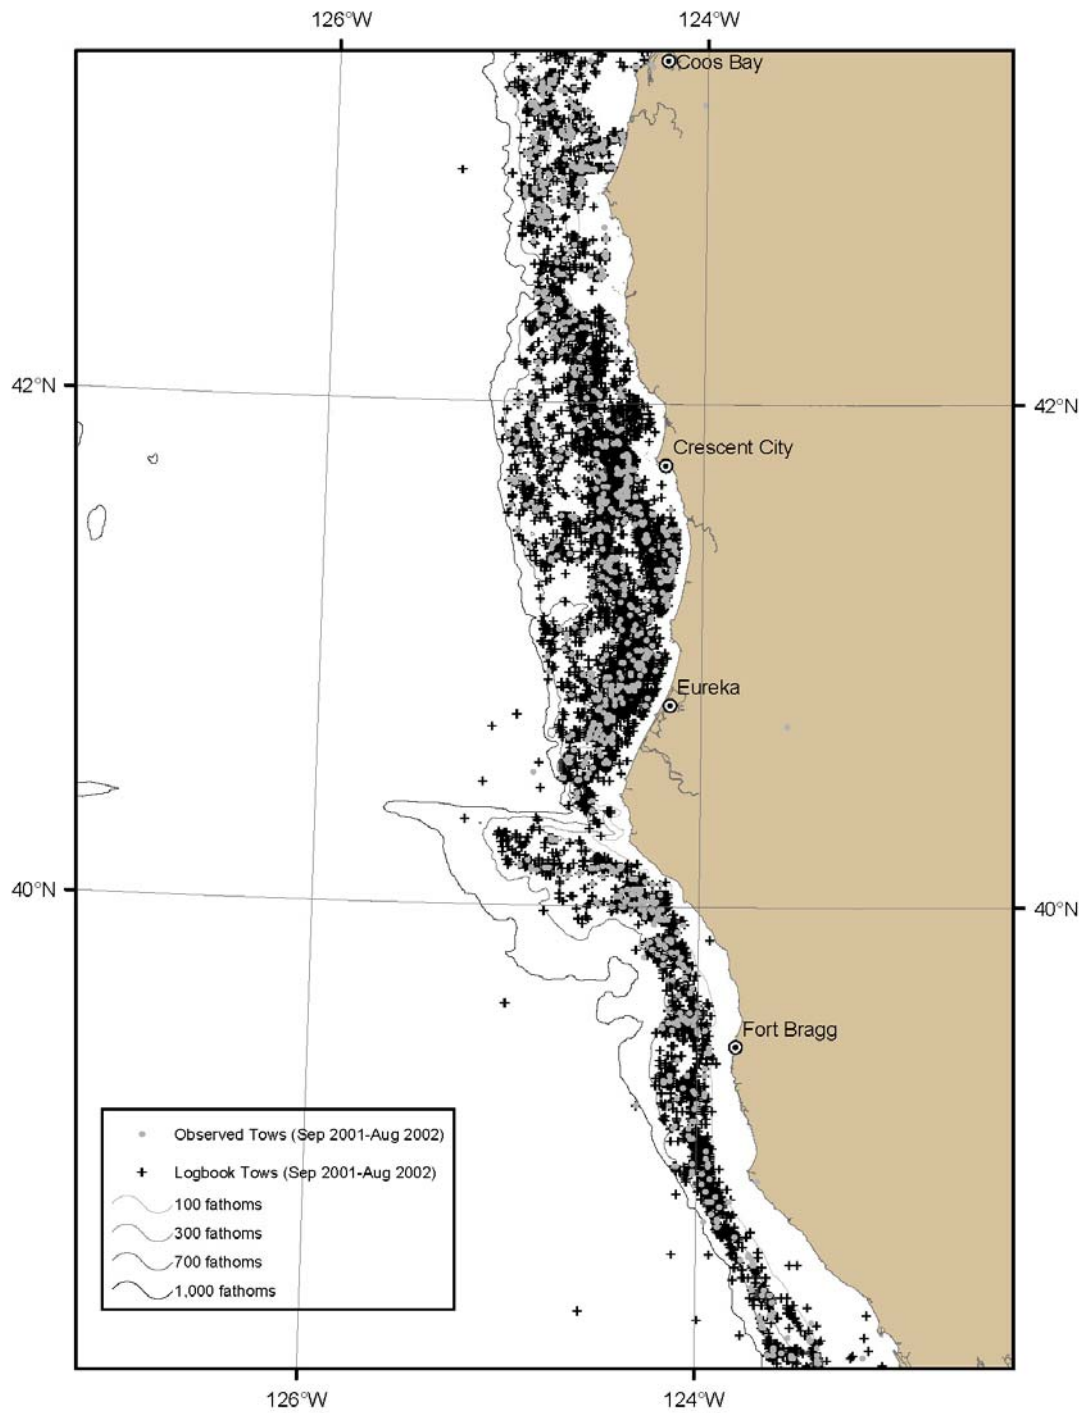 126°W
124°W
Coos Bay
42°N
42°N
Crescent City
Eureka
40°N
40°N
Fort Bragg
Observed Tows (Sep 2001-Aug 2002)
Logbook Tows (Sep 2001-Aug 2002)
100 fathoms
300 fathoms
700 fathoms
1,000 fathoms
126°W
124°W